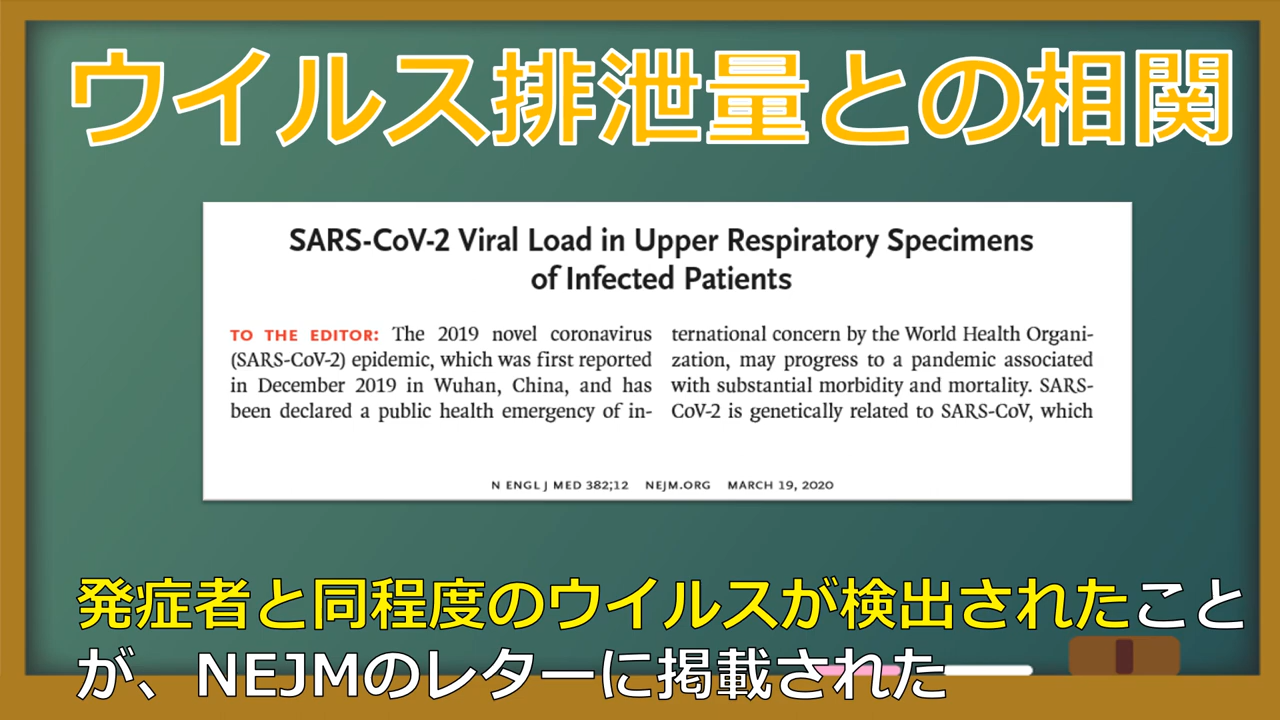 ウイルス排泄量との相関
SARS-CoV-2 Viral Load in Upper Respiratory Specimens
of Infected Patients
TO THE EDITOR: The 2019 novel coronavirus
(SARS-CoV-2) epidemic, which was first reported
in December 2019 in Wuhan, China, and has
been declared a public health emergency of in-
ternational concern by the World Health Organi-
zation, may progress to a pandemic associated
with substantial morbidity and mortality. SARS-
CoV-2 is genetically related to SARS-CoV, which
N ENGL J MED 382;12 NEJM.ORG MARCH 19, 2020
発症者と同程度のウイルスが検出されたこと
が、NEJMのレターに掲載された